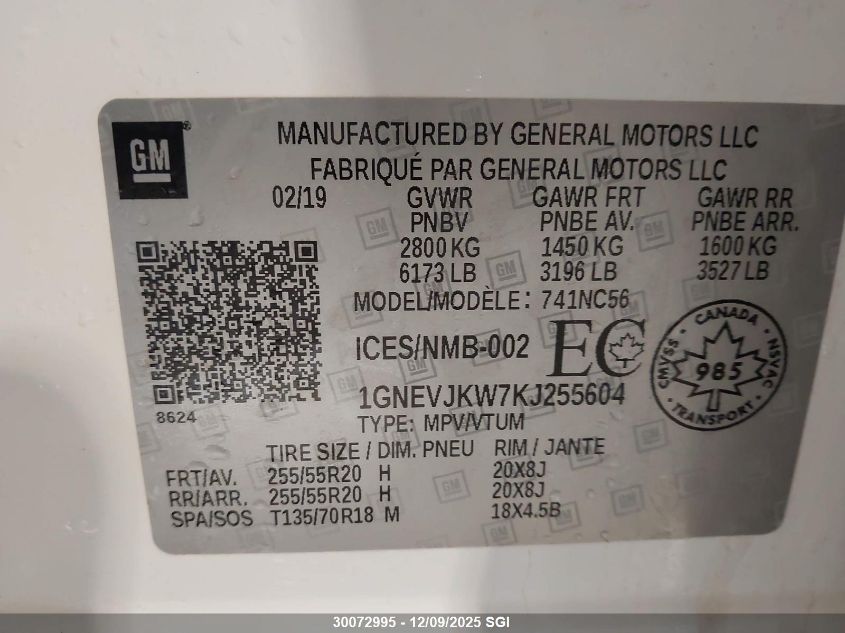 GM
MANUFACTURED BY GENERAL MOTORS LLC
FABRIQUÉ PAR GENERAL MOTORS LLC
02/19 GVWR GAWR FRT GAWR RR
PNBV PNBE AV. PNBE ARR.
2800 KG 1450 KG 1600 KG
6173 LB 3196 LB 3527 LB
MODEL/MODÈLE: 741NC56
ICES/NMB-002 EC
CANADA
CMVSS 985 NSVAC
TRANSPORT
1GNEVJKW7KJ255604
8624
TYPE: MPV/VTUM
TIRE SIZE / DIM. PNEU RIM / JANTE
FRT/AV. 255/55R20 H 20X8J
RR/ARR. 255/55R20 H 20X8J
SPA/SOS T135/70R18 M 18X4.5B
30072995 - 12/09/2025 SGI